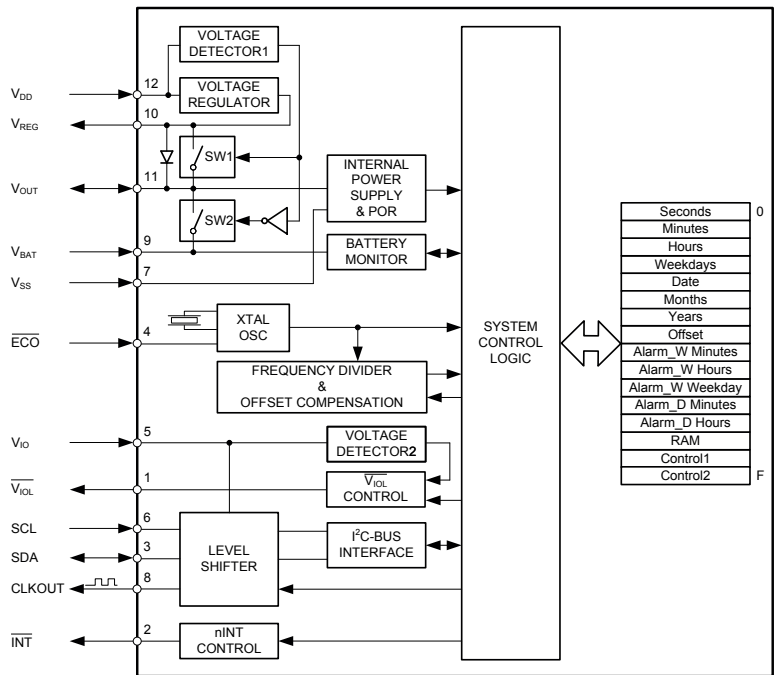 VOLTAGE
DETECTOR1
12
VDD
VOLTAGE
REGULATOR
10
VREG
SW1
11
VOUT
INTERNAL
POWER
SUPPLY
& POR
SW2
9
VBAT
BATTERY
MONITOR
7
VSS
4
ECO
XTAL
OSC
FREQUENCY DIVIDER
&
OFFSET COMPENSATION
5
VIO
VOLTAGE
DETECTOR2
1
VIOL
VIOL
CONTROL
6
SCL
3
SDA
8
CLKOUT
LEVEL
SHIFTER
I²C-BUS
INTERFACE
2
INT
nINT
CONTROL
SYSTEM
CONTROL
LOGIC
Seconds 0
Minutes
Hours
Weekdays
Date
Months
Years
Offset
Alarm_W Minutes
Alarm_W Hours
Alarm_W Weekday
Alarm_D Minutes
Alarm_D Hours
RAM
Control1
Control2 F